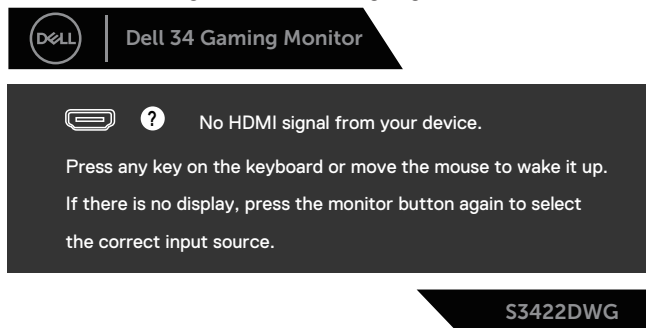 DELL
Dell 34 Gaming Monitor
? No HDMI signal from your device.
Press any key on the keyboard or move the mouse to wake it up.
If there is no display, press the monitor button again to select
the correct input source.
S3422DWG